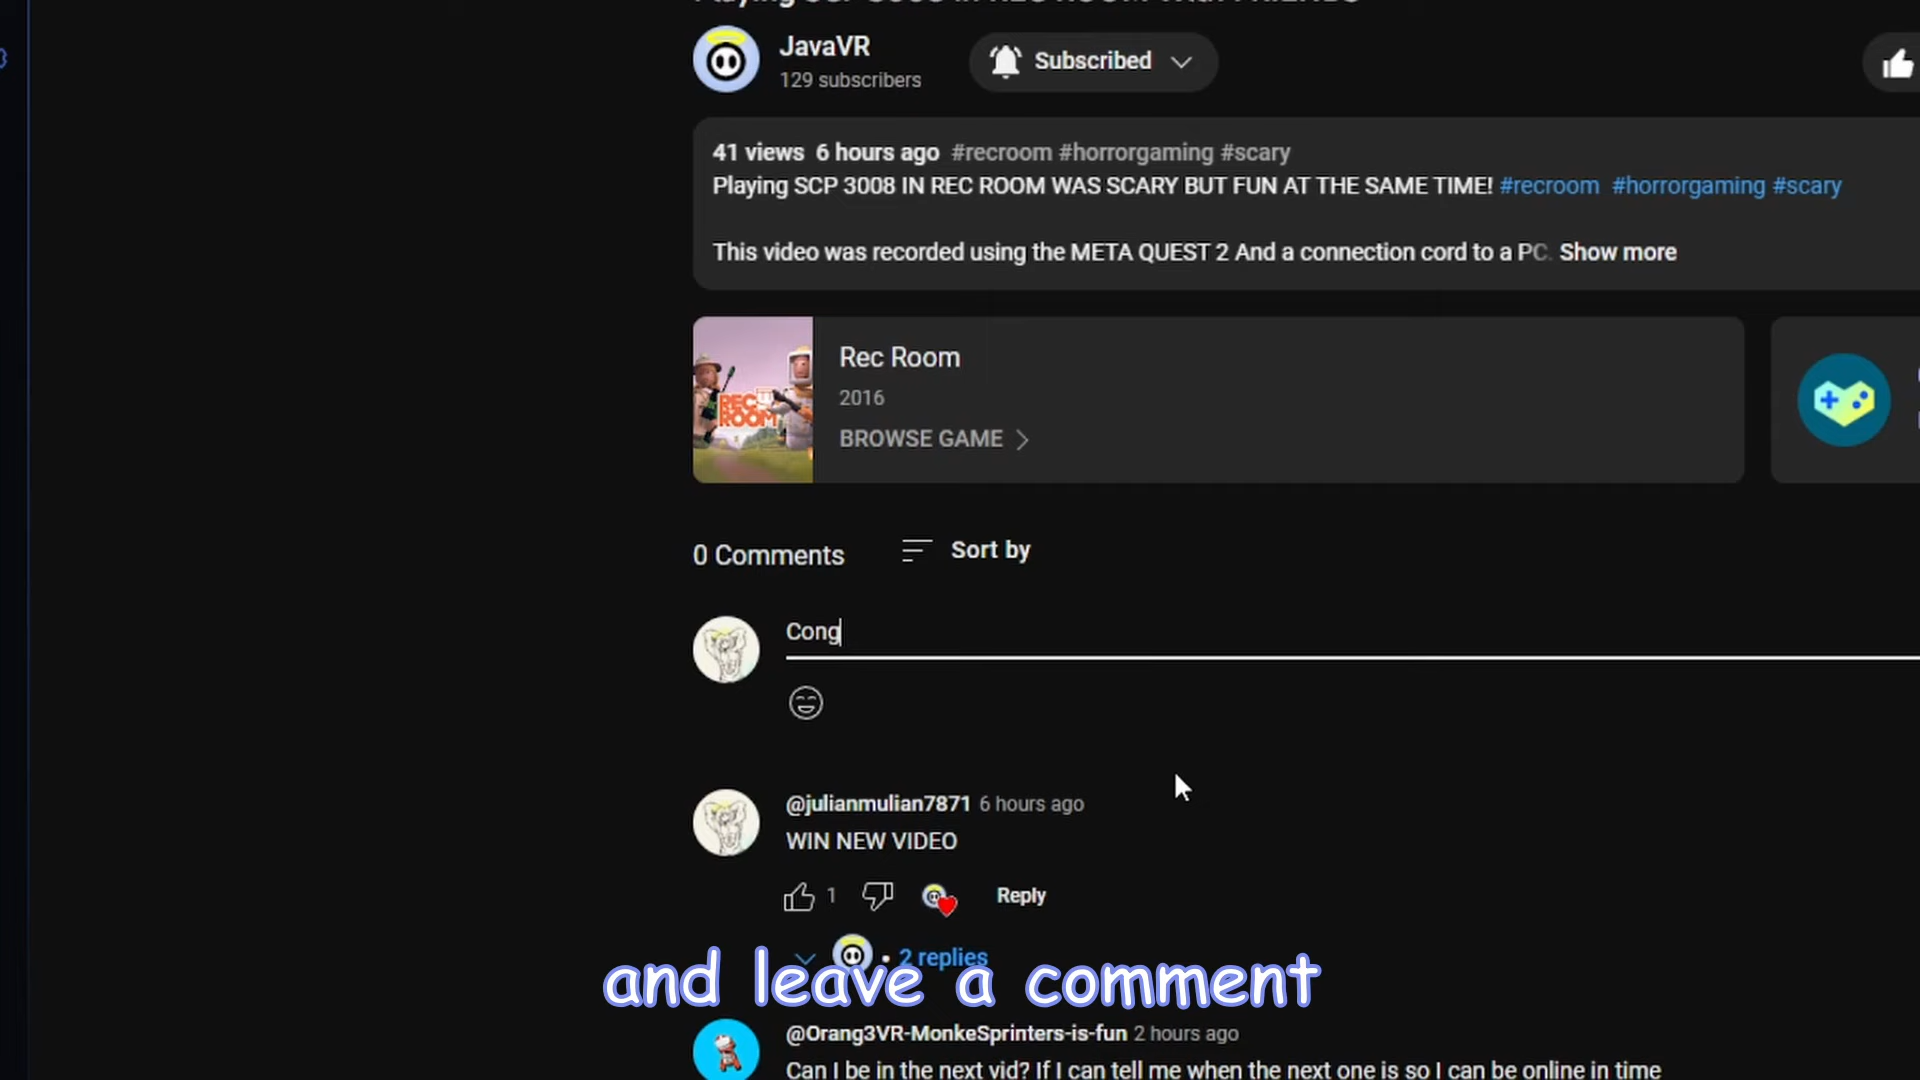 JavaVR
129 subscribers
Subscribed
41 views 6 hours ago #recroom #horrorgaming #scary
Playing SCP 3008 IN REC ROOM WAS SCARY BUT FUN AT THE SAME TIME! #recroom #horrorgaming #scary
This video was recorded using the META QUEST 2 And a connection cord to a PC. Show more
REC ROOM
Rec Room
2016
BROWSE GAME
0 Comments
Sort by
Cong
@julianmulian7871 6 hours ago
WIN NEW VIDEO
1
Reply
• 2 replies
and leave a comment
@Orang3VR-MonkeSprinters-is-fun 2 hours ago
Can I be in the next vid? If I can tell me when the next one is so I can be online in time